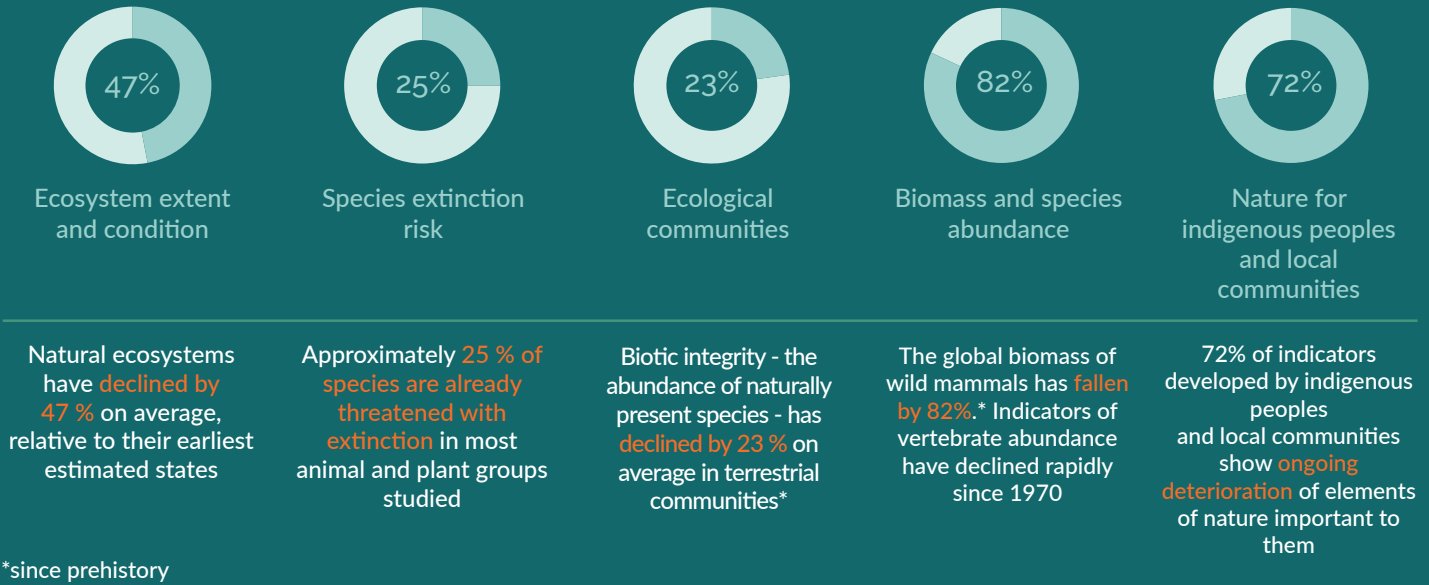 47%
25%
23%
82%
72%
Ecosystem extent
and condition
Species extinction
risk
Ecological
communities
Biomass and species
abundance
Nature for
indigenous peoples
and local
communities
Natural ecosystems
have declined by
47 % on average,
relative to their earliest
estimated states
Approximately 25 % of
species are already
threatened with
extinction in most
animal and plant groups
studied
Biotic integrity - the
abundance of naturally
present species - has
declined by 23 % on
average in terrestrial
communities*
The global biomass of
wild mammals has fallen
by 82%.* Indicators of
vertebrate abundance
have declined rapidly
since 1970
72% of indicators
developed by indigenous
peoples
and local communities
show ongoing
deterioration of elements
of nature important to
them
*since prehistory